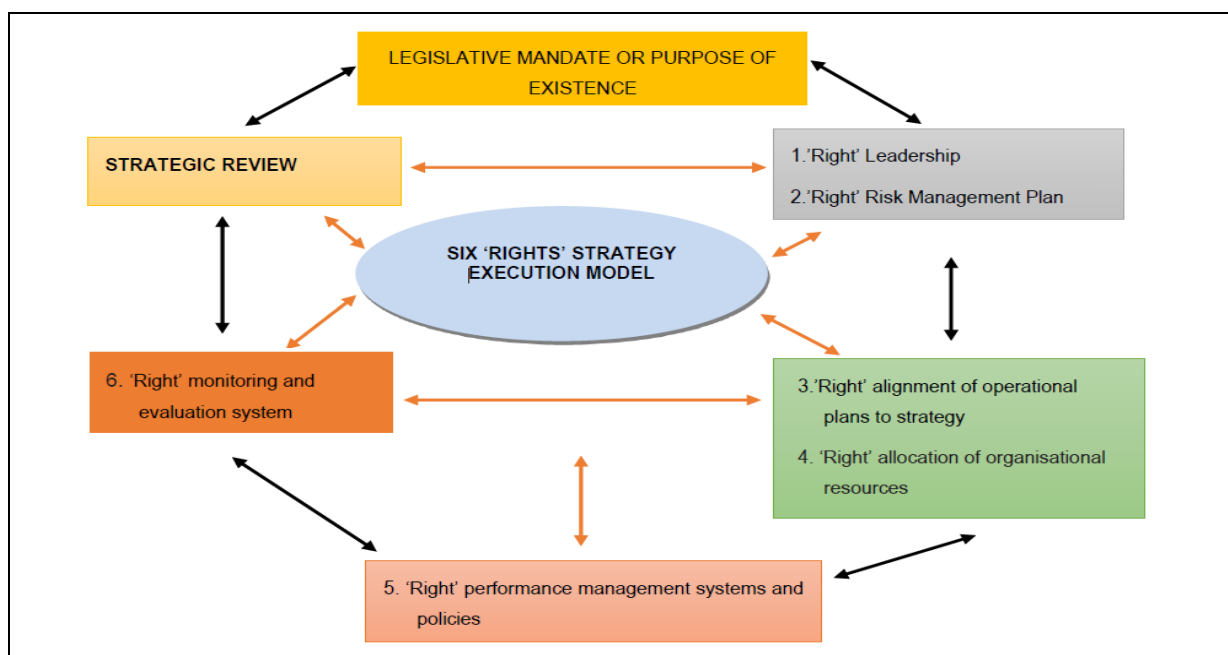 LEGISLATIVE MANDATE OR PURPOSE OF
EXISTENCE
STRATEGIC REVIEW
1.’Right’ Leadership
2.’Right’ Risk Management Plan
SIX ‘RIGHTS’ STRATEGY
EXECUTION MODEL
6. ‘Right’ monitoring and
evaluation system
3.’Right’ alignment of operational
plans to strategy
4. ‘Right’ allocation of organisational
resources
5. ‘Right’ performance management systems and
policies